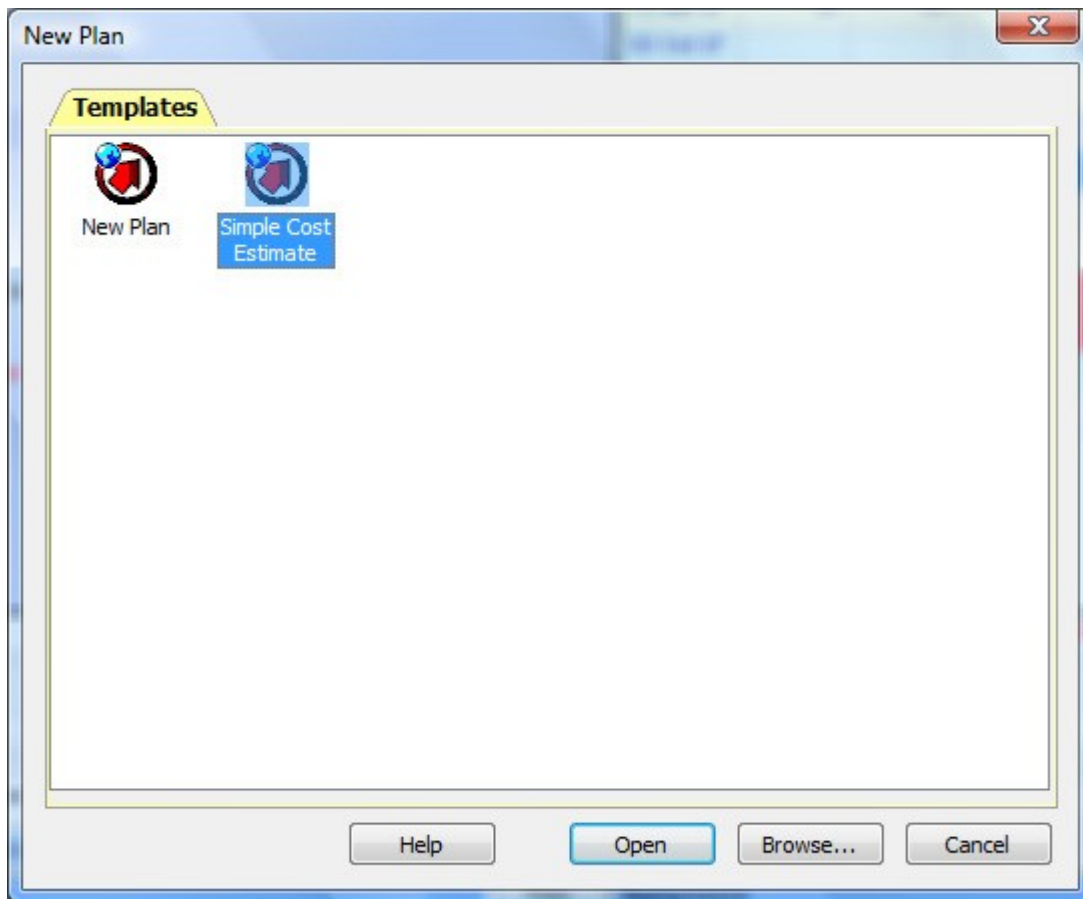 New Plan
Templates
New Plan
Simple Cost
Estimate
Help
Open
Browse...
Cancel